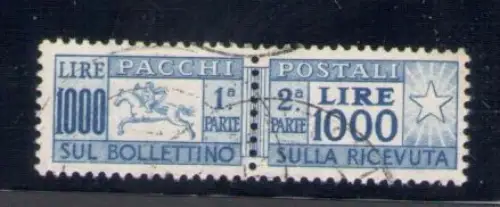 LIRE PACCHI POSTALI
1000 1ª PARTE 2ª PARTE LIRE 1000
SUL BOLLETTINO SULLA RICEVUTA